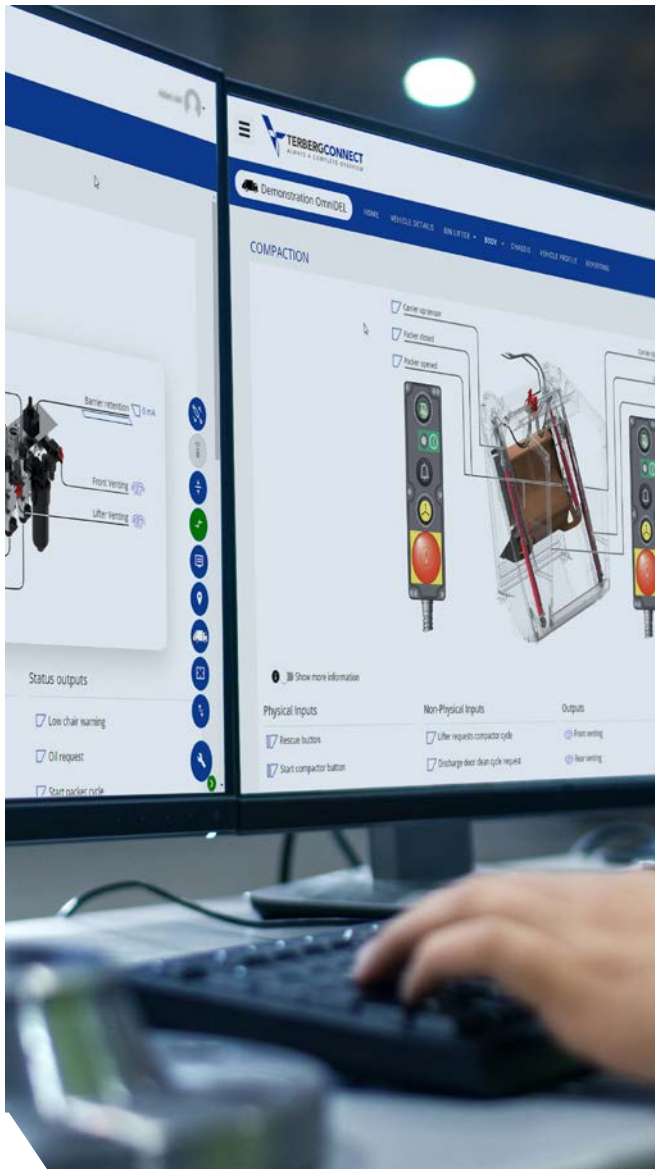 TERBERGCONNECT
ALWAYS A COMPLETE OVERVIEW
Demonstration OmniDEL
HOME
VEHICLE DETAILS
BIN LIFTER
BODY
CHASSIS
VEHICLE PROFILE
REPORTING
COMPACTION
Carrier up sensor
Packer closed
Packer opened
Show more information
Physical Inputs
Rescue button
Start compactor button
Non-Physical Inputs
Lifter requests compactor cycle
Discharge door clean cycle request
Outputs
Front venting
Rear venting
Barrier retention
0 mA
Front Venting
Lifter Venting
Status outputs
Low chair warning
Oil request
Start packer cycle